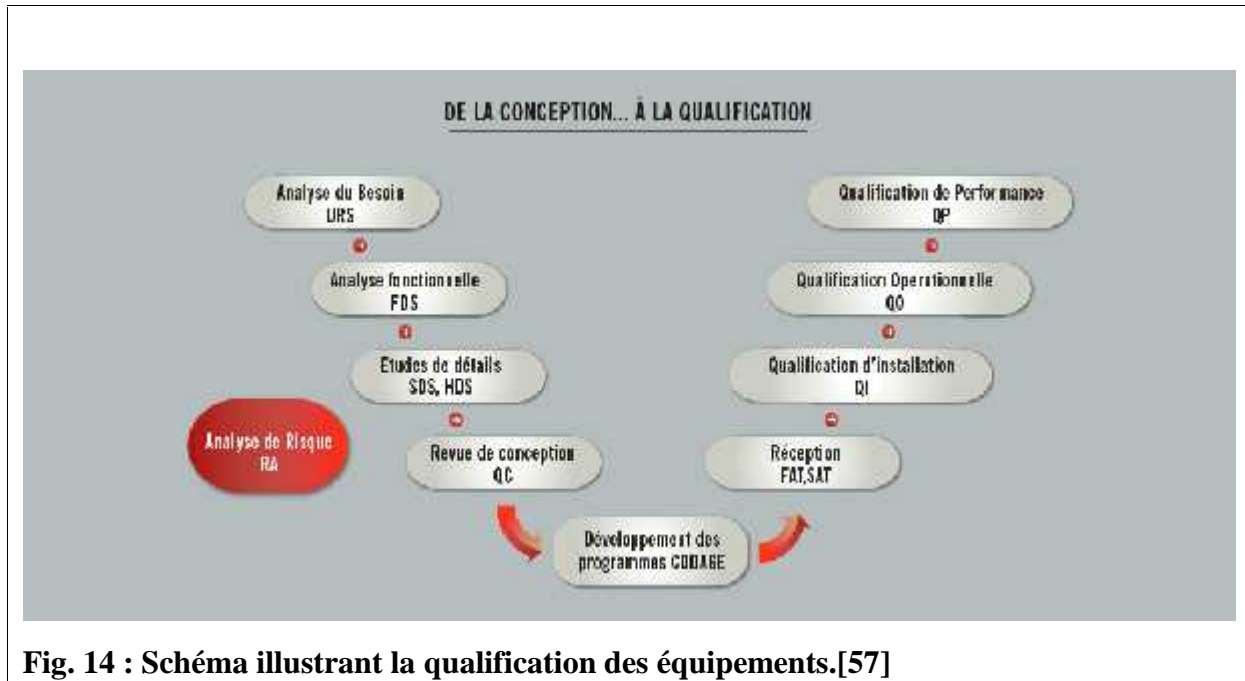 DE LA CONCEPTION... À LA QUALIFICATION
Analyse du Besoin
URS
Analyse fonctionnelle
FDS
Etudes de détails
SDS, HDS
Analyse de Risque
RA
Revue de conception
QC
Développement des
programmes CODAGE
Réception
FAT,SAT
Qualification d'installation
QI
Qualification Operationnelle
QO
Qualification de Performance
QP
Fig. 14 : Schéma illustrant la qualification des équipements.[57]